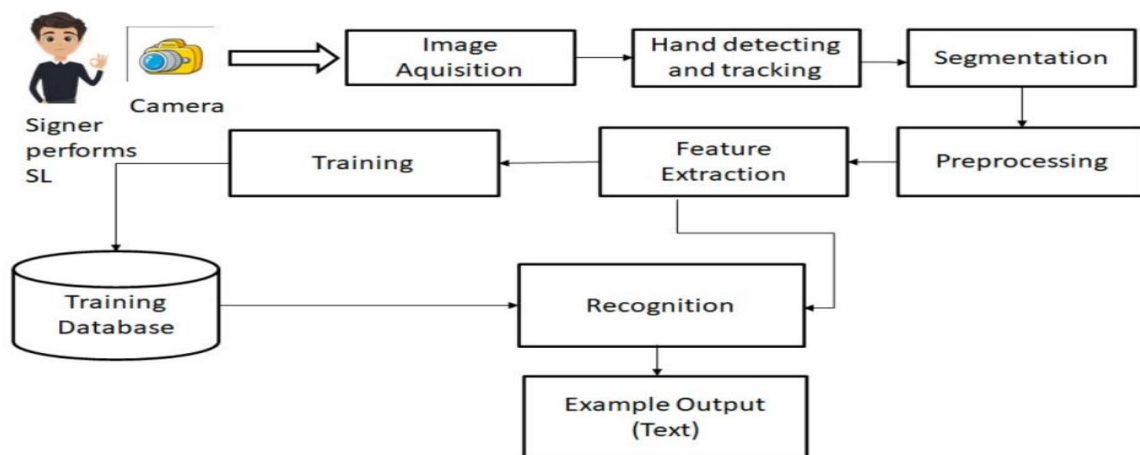 Signer
performs
SL
Camera
Image
Aquisition
Hand detecting
and tracking
Segmentation
Preprocessing
Feature
Extraction
Training
Training
Database
Recognition
Example Output
(Text)